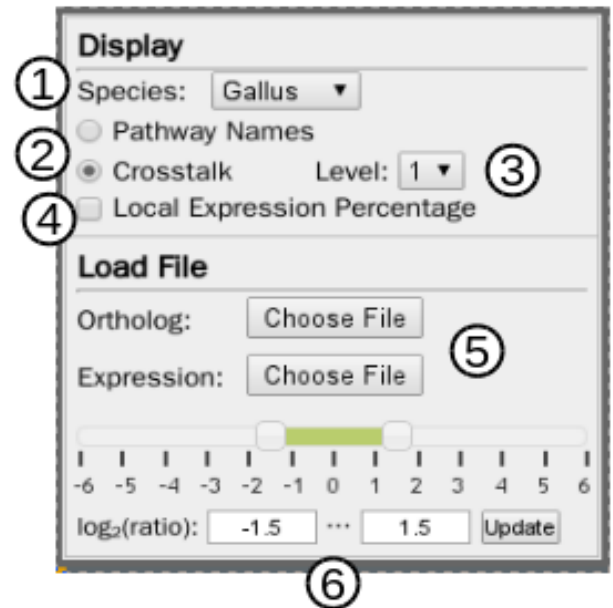 Display
① Species: Gallus ▼
Pathway Names
② Crosstalk Level: 1 ▼ ③
④ Local Expression Percentage
Load File
Ortholog: Choose File
⑤
Expression: Choose File
-6 -5 -4 -3 -2 -1 0 1 2 3 4 5 6
log₂(ratio): -1.5 ··· 1.5 Update
⑥